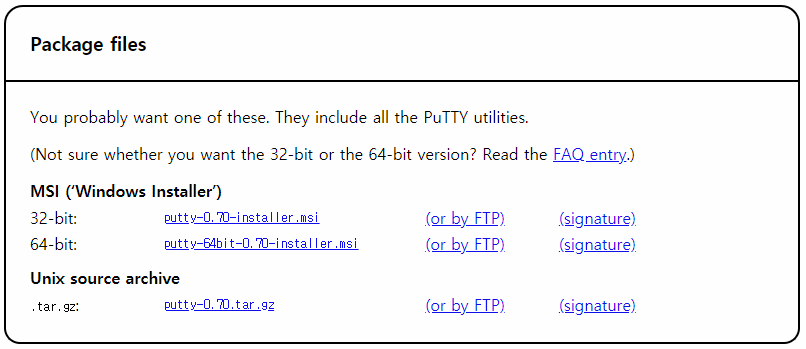 Package files
You probably want one of these. They include all the PuTTY utilities.
(Not sure whether you want the 32-bit or the 64-bit version? Read the FAQ entry.)
MSI (‘Windows Installer’)
32-bit: putty-0.70-installer.msi (or by FTP) (signature)
64-bit: putty-64bit-0.70-installer.msi (or by FTP) (signature)
Unix source archive
.tar.gz: putty-0.70.tar.gz (or by FTP) (signature)